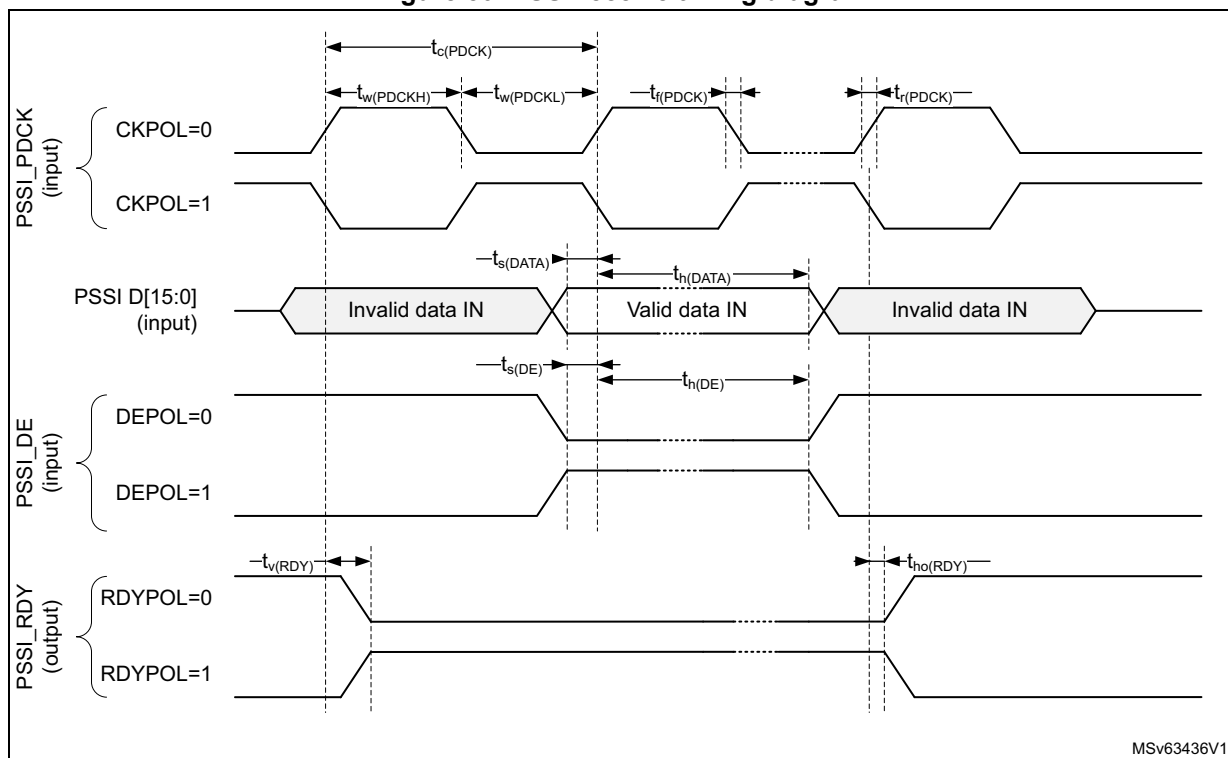 tc(PDCK)
tw(PDCKH)
tw(PDCKL)
tf(PDCK)
tr(PDCK)
PSSI_PDCK
(input)
CKPOL=0
CKPOL=1
ts(DATA)
th(DATA)
PSSI D[15:0]
(input)
Invalid data IN
Valid data IN
Invalid data IN
ts(DE)
th(DE)
PSSI_DE
(input)
DEPOL=0
DEPOL=1
tv(RDY)
tho(RDY)
PSSI_RDY
(output)
RDYPOL=0
RDYPOL=1
MSv63436V1